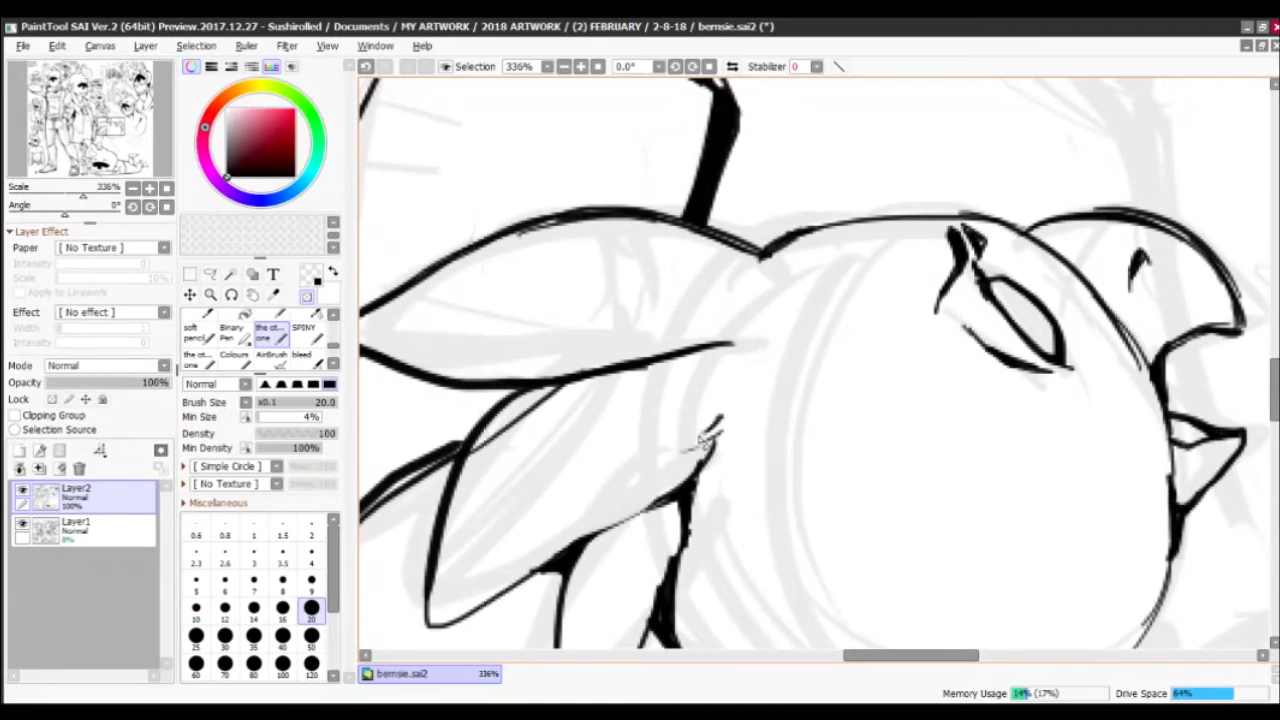 PaintTool SAI Ver.2 (64bit) Preview.2017.12.27 - Sushirolled / Documents / MY ARTWORK / 2018 ARTWORK / (2) FEBRUARY / 2-8-18 / bernsie.sai2 (*)
File Edit Canvas Layer Selection Ruler Filter View Window Help
Selection 336% 0.0° Stabilizer 0
Scale 336%
Angle 0°
Layer Effect
Paper [ No Texture ]
Intensity 0
Scale 10%
Apply to Linework
Effect [ No effect ]
Width 1
Intensity 0
Mode Normal
Opacity 100%
Lock
Clipping Group
Selection Source
Layer2
Normal
100%
Layer1
Normal
8%
T
soft pencil Binary Pen the ot... one SPINY
the ot... one Colours AirBrush bleed
Normal
Brush Size x0.1 20.0
Min Size 4%
Density 100
Min Density 100%
[ Simple Circle ]
[ No Texture ]
Miscellaneous
0.6 0.8 1 1.5 2
2.3 2.6 3 3.5 4
5 6 7 8 9
10 12 14 16 20
25 30 35 40 50
60 70 80 100 120
bernsie.sai2 336%
Memory Usage 14% (17%) Drive Space 64%